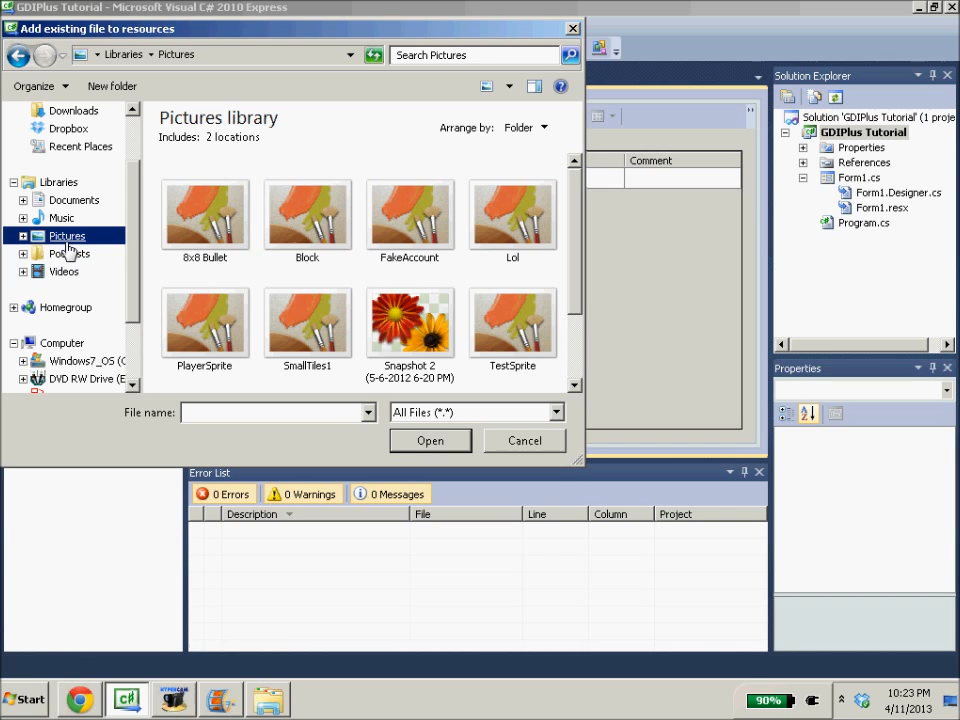 GDIPlus Tutorial - Microsoft Visual C# 2010 Express
Add existing file to resources
Libraries
Pictures
Search Pictures
Organize
New folder
Downloads
Dropbox
Recent Places
Libraries
Documents
Music
Pictures
Videos
Homegroup
Computer
Windows7_OS (C
DVD RW Drive (E
Pictures library
Includes: 2 locations
Arrange by: Folder
8x8 Bullet
Block
FakeAccount
Lol
PlayerSprite
SmallTiles1
Snapshot 2
(5-6-2012 6-20 PM)
TestSprite
File name:
All Files (*.*)
Open
Cancel
Comment
Solution Explorer
Solution 'GDIPlus Tutorial' (1 proje
GDIPlus Tutorial
Properties
References
Form1.cs
Form1.Designer.cs
Form1.resx
Program.cs
Properties
Error List
0 Errors
0 Warnings
0 Messages
Description
File
Line
Column
Project
Start
C#
HYPERCAM
90%
10:23 PM
4/11/2013